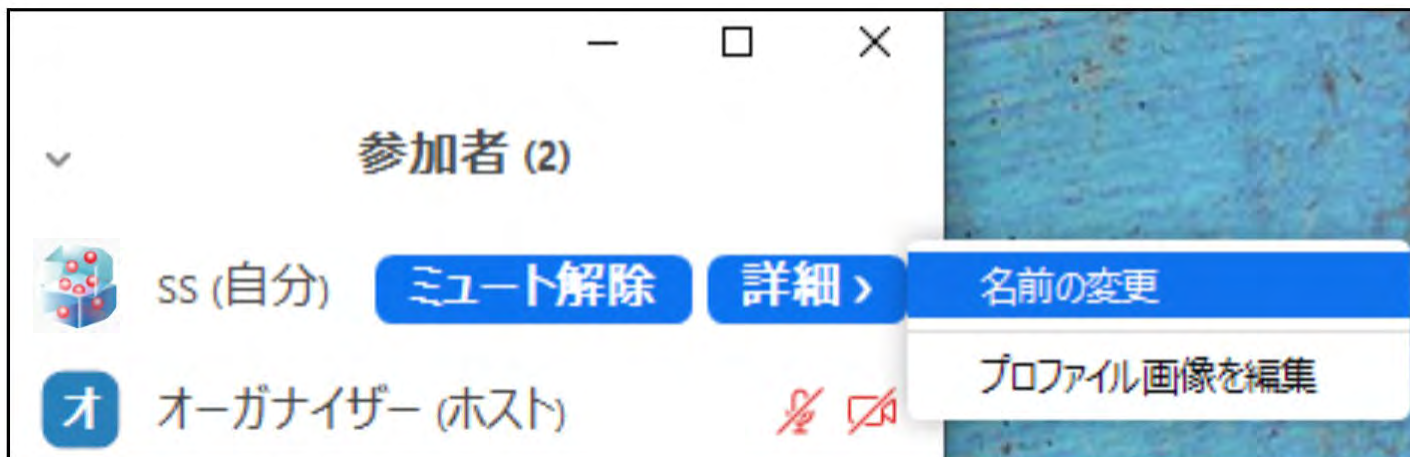 参加者 (2)
SS (自分) ミュート解除 詳細 › 名前の変更
プロファイル画像を編集
オ オーガナイザー (ホスト)